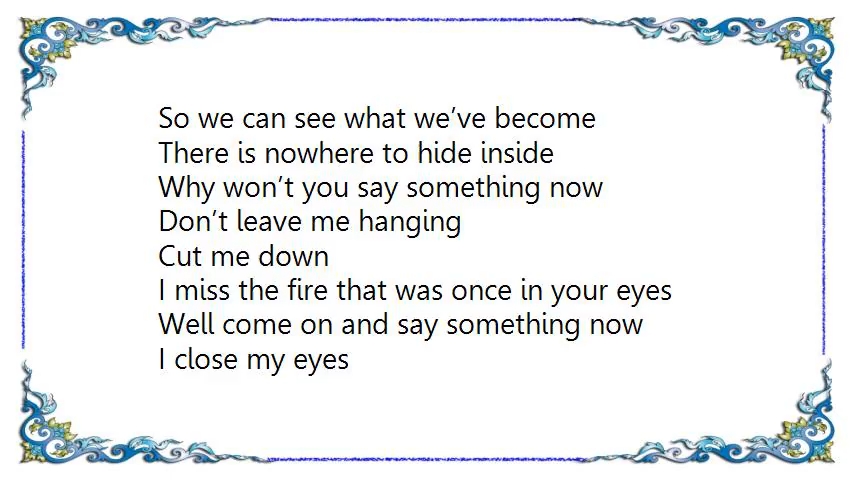 So we can see what we’ve become
There is nowhere to hide inside
Why won’t you say something now
Don’t leave me hanging
Cut me down
I miss the fire that was once in your eyes
Well come on and say something now
I close my eyes